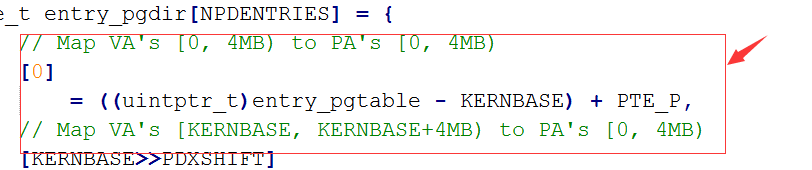 e_t entry_pgdir[NPDENTRIES] = {
// Map VA's [0, 4MB) to PA's [0, 4MB)
[0]
= ((uintptr_t)entry_pgtable - KERNBASE) + PTE_P,
// Map VA's [KERNBASE, KERNBASE+4MB) to PA's [0, 4MB)
[KERNBASE>>PDXSHIFT]